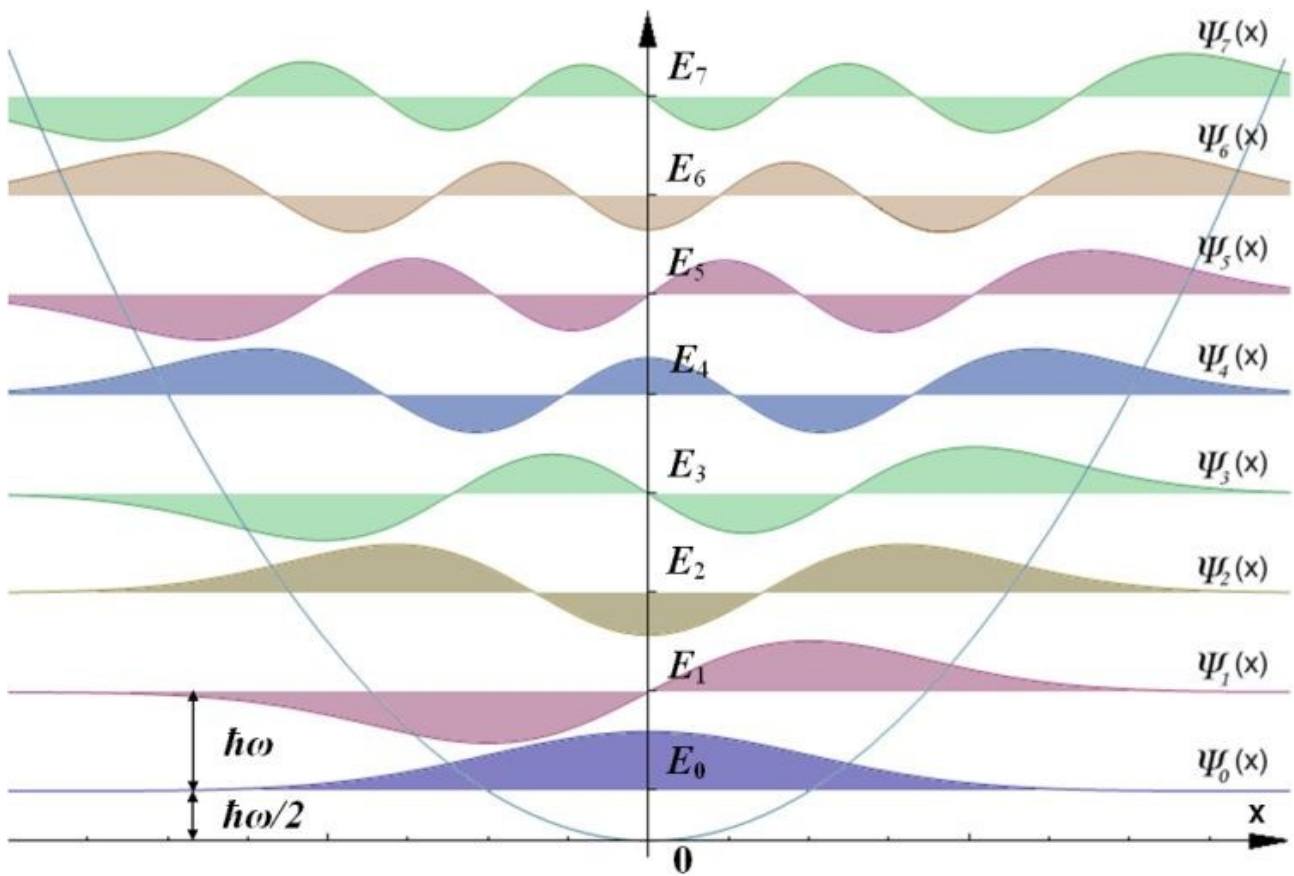 Ψ₇(x)
E₇
Ψ₆(x)
E₆
Ψ₅(x)
E₅
Ψ₄(x)
E₄
Ψ₃(x)
E₃
Ψ₂(x)
E₂
Ψ₁(x)
E₁
ħω
Ψ₀(x)
E₀
ħω/2
x
0